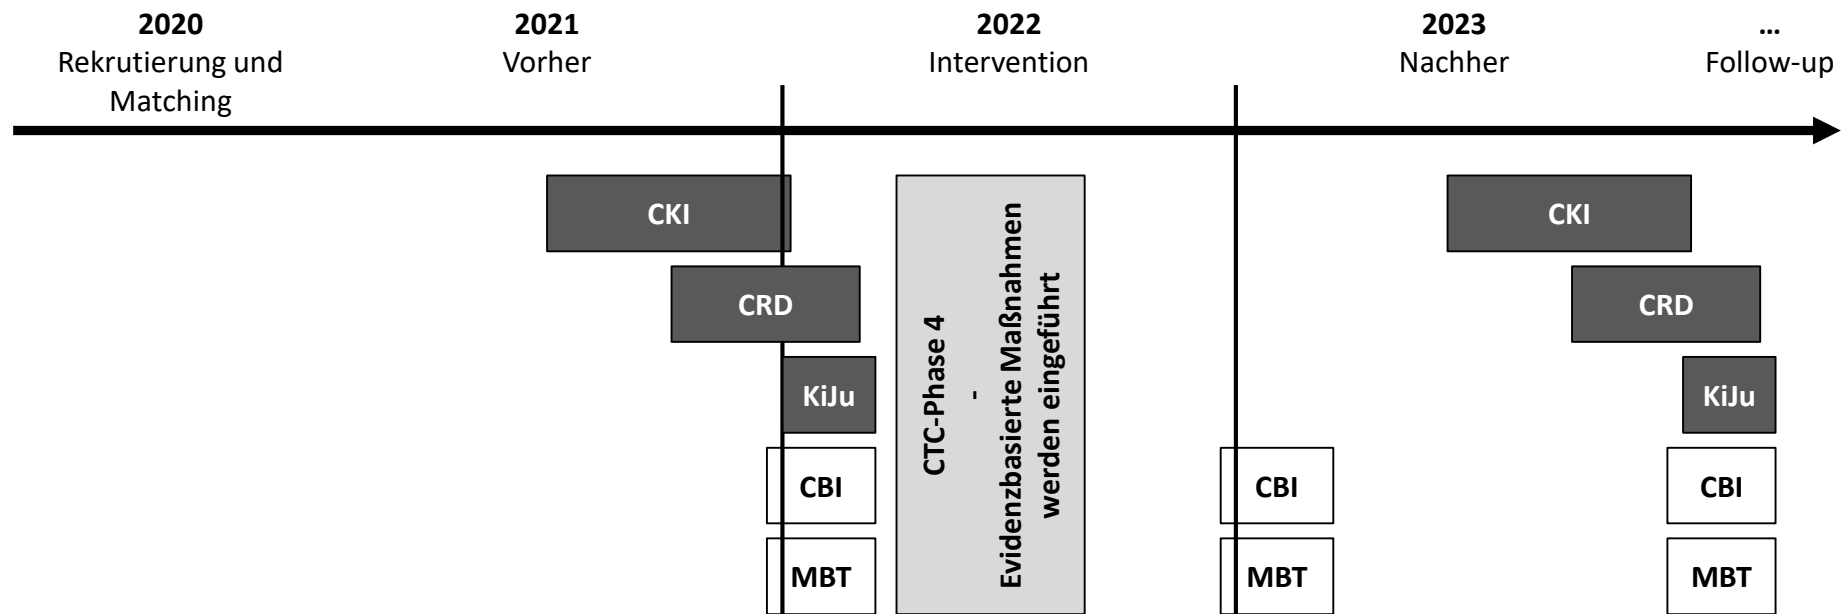 2020
Rekrutierung und
Matching
2021
Vorher
2022
Intervention
2023
Nachher
...
Follow-up
CKI
CRD
KiJu
CBI
MBT
CTC-Phase 4
-
Evidenzbasierte Maßnahmen
werden eingeführt
CBI
MBT
CKI
CRD
KiJu
CBI
MBT